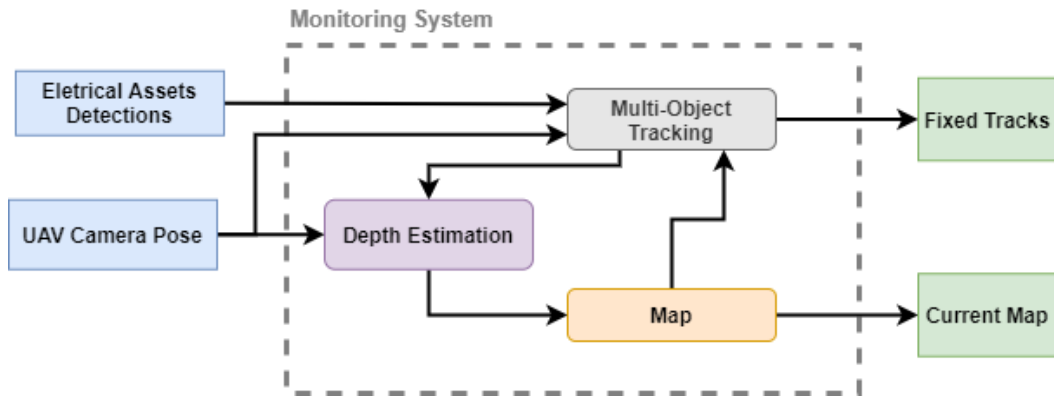 Monitoring System
Eletrical Assets
Detections
Multi-Object
Tracking
Fixed Tracks
UAV Camera Pose
Depth Estimation
Map
Current Map